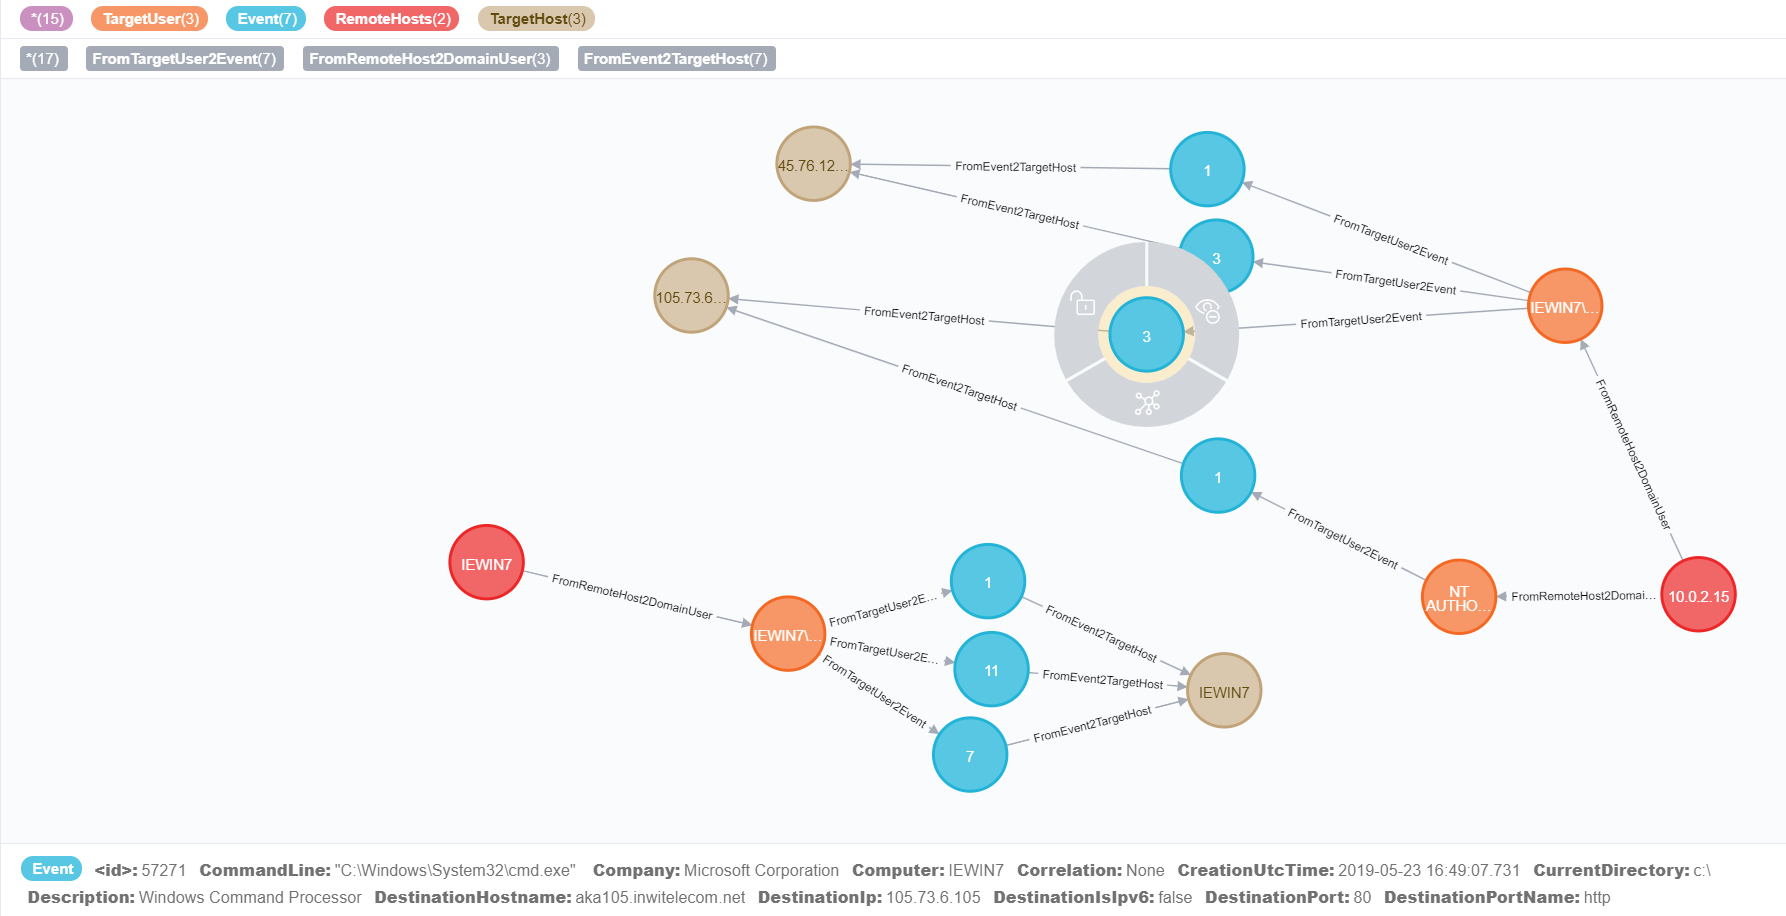 *(15) TargetUser(3) Event(7) RemoteHosts(2) TargetHost(3)
*(17) FromTargetUser2Event(7) FromRemoteHost2DomainUser(3) FromEvent2TargetHost(7)
45.76.12...
FromEvent2TargetHost
1
FromEvent2TargetHost
FromTargetUser2Event
3
FromTargetUser2Event
105.73.6...
FromEvent2TargetHost
3
FromTargetUser2Event
IEWIN7\...
FromEvent2TargetHost
FromRemoteHost2DomainUser
1
FromTargetUser2Event
IEWIN7
FromRemoteHost2DomainUser
NT
AUTHO...
FromRemoteHost2Domai...
10.0.2.15
IEWIN7\...
FromTargetUser2E...
1
FromEvent2TargetHost
FromTargetUser2E...
11
FromEvent2TargetHost
IEWIN7
FromTargetUser2Event
7
FromEvent2TargetHost
Event <id>: 57271 CommandLine: "C:\Windows\System32\cmd.exe" Company: Microsoft Corporation Computer: IEWIN7 Correlation: None CreationUtcTime: 2019-05-23 16:49:07.731 CurrentDirectory: c:\
Description: Windows Command Processor DestinationHostname: aka105.inwitelecom.net DestinationIp: 105.73.6.105 DestinationIsIpv6: false DestinationPort: 80 DestinationPortName: http